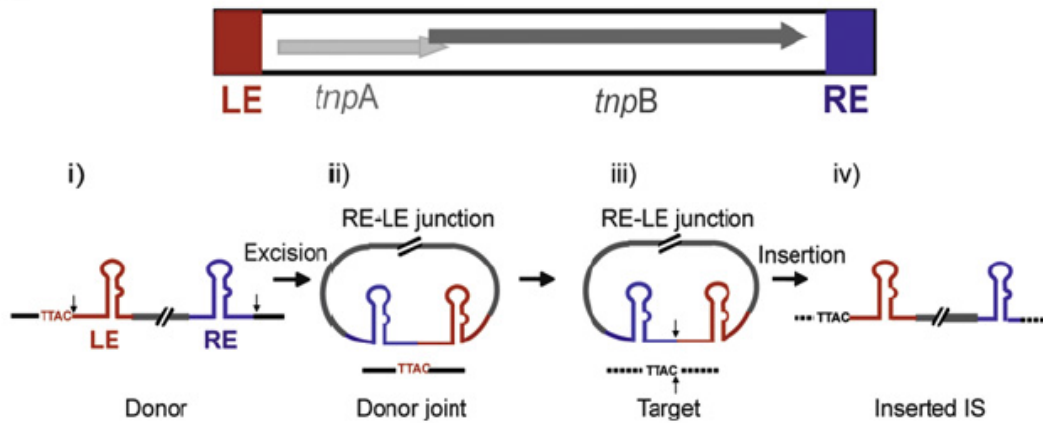 LE tnpA tnpB RE
i) ii) iii) iv)
RE-LE junction RE-LE junction
Excision Insertion
TTAC LE RE TTAC TTAC TTAC
Donor Donor joint Target Inserted IS